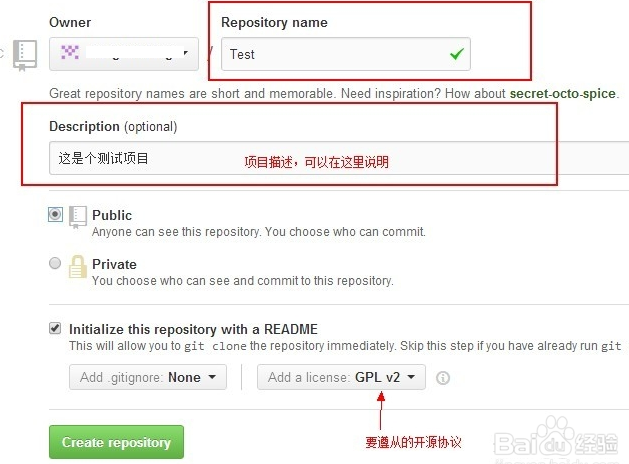 Owner
Repository name
Test
Great repository names are short and memorable. Need inspiration? How about secret-octo-spice.
Description (optional)
这是个测试项目
项目描述，可以在这里说明
Public
Anyone can see this repository. You choose who can commit.
Private
You choose who can see and commit to this repository.
Initialize this repository with a README
This will allow you to git clone the repository immediately. Skip this step if you have already run git
Add .gitignore: None
Add a license: GPL v2
要遵从的开源协议
Create repository
Baidu经验